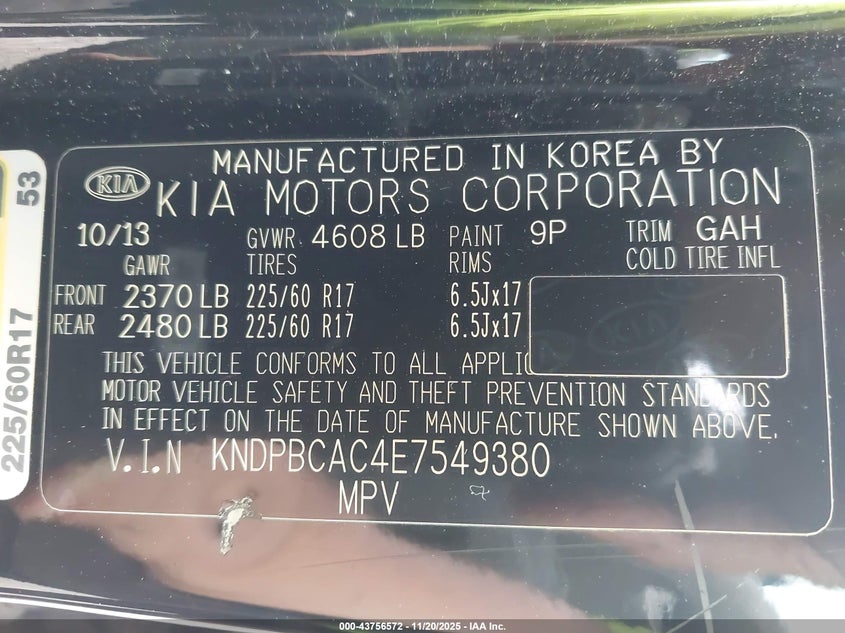 MANUFACTURED IN KOREA BY
KIA KIA MOTORS CORPORATION
10/13 GVWR 4608 LB PAINT 9P TRIM GAH
GAWR TIRES RIMS COLD TIRE INFL
FRONT 2370 LB 225/60 R17 6.5Jx17
REAR 2480 LB 225/60 R17 6.5Jx17
KIA
THIS VEHICLE CONFORMS TO ALL APPLIC
MOTOR VEHICLE SAFETY AND THEFT PREVENTION STANDARDS
IN EFFECT ON THE DATE OF MANUFACTURE SHOWN ABOVE.
V.I.N KNDPBCAC4E7549380
MPV
225/60R17 53
000-43756572 - 11/20/2025 - IAA Inc.